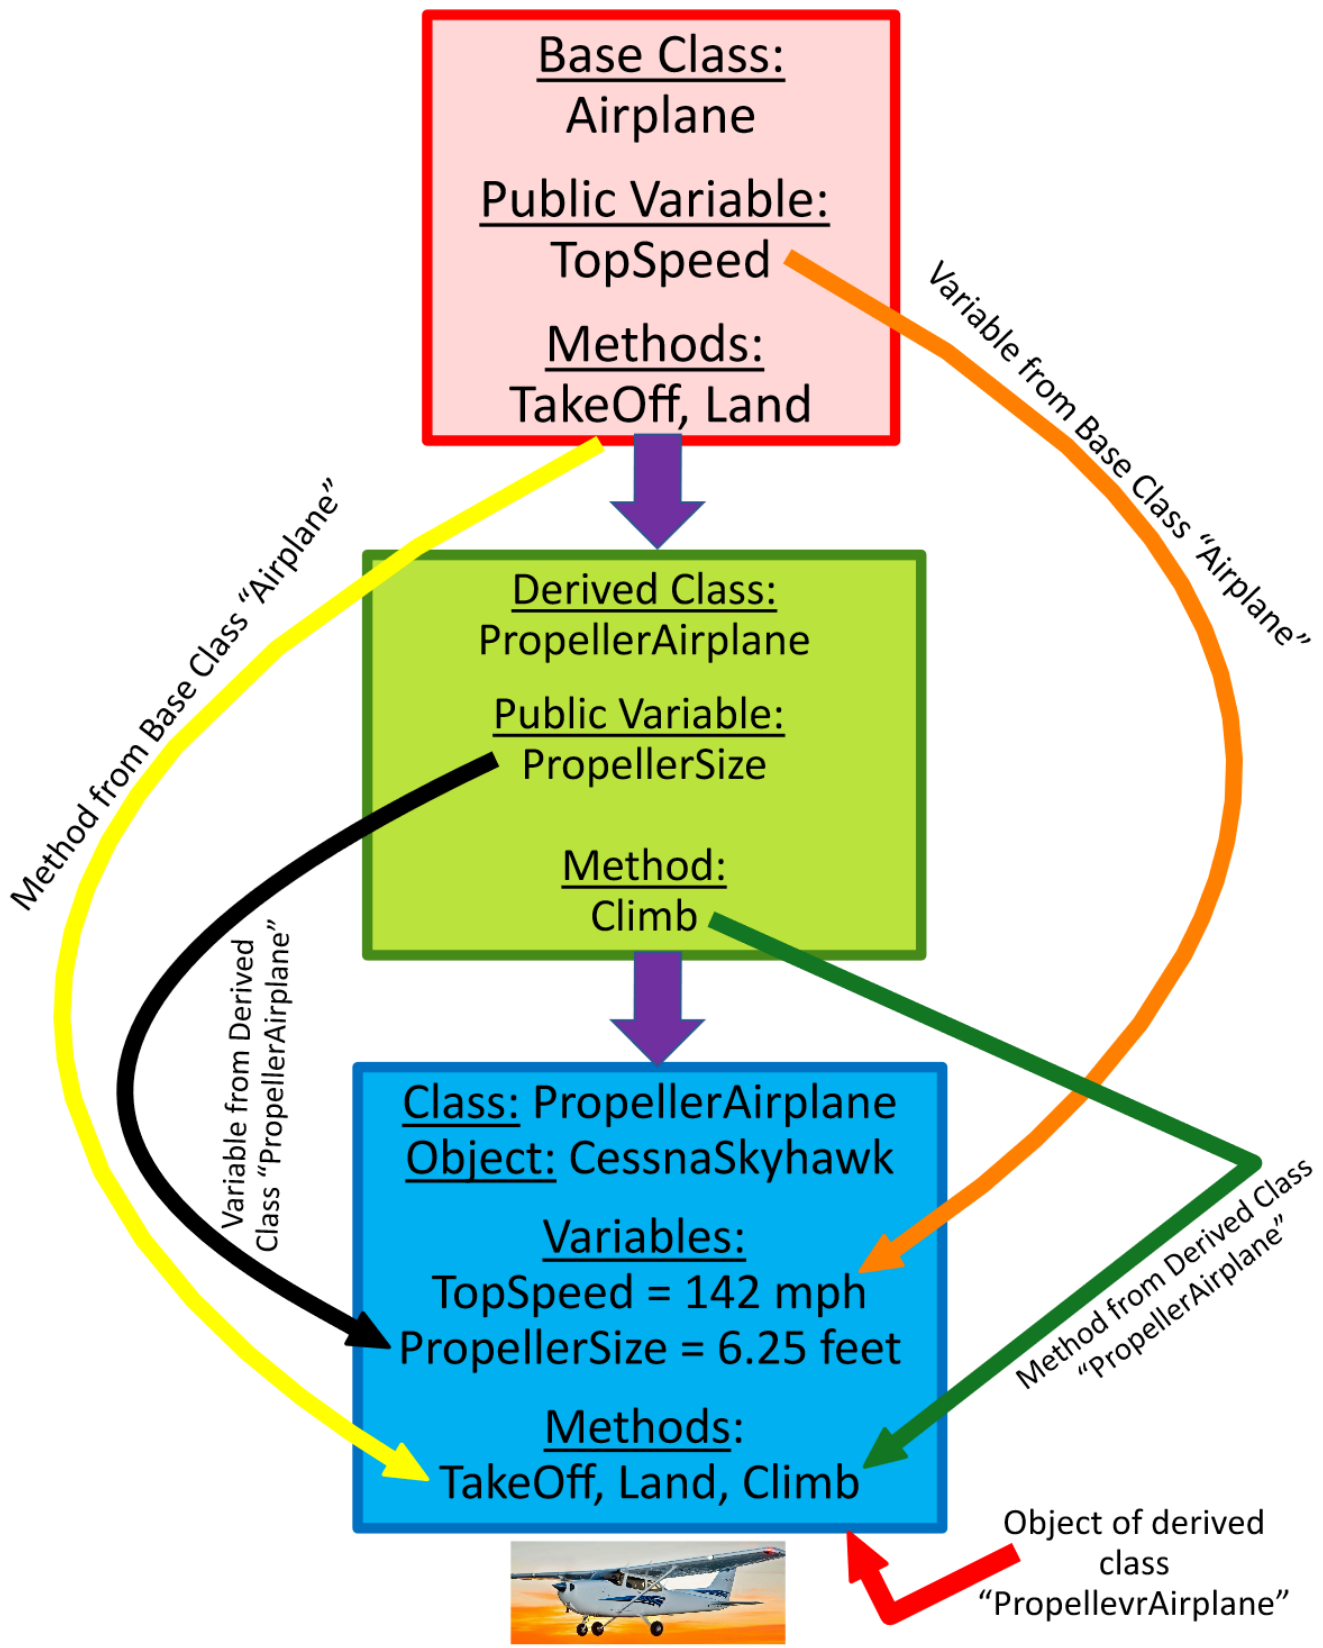 Base Class:
Airplane
Public Variable:
TopSpeed
Methods:
TakeOff, Land
Variable from Base Class “Airplane”
Method from Base Class “Airplane”
Derived Class:
PropellerAirplane
Public Variable:
PropellerSize
Method:
Climb
Variable from Derived
Class “PropellerAirplane”
Class: PropellerAirplane
Object: CessnaSkyhawk
Variables:
TopSpeed = 142 mph
PropellerSize = 6.25 feet
Methods:
TakeOff, Land, Climb
Method from Derived Class
“PropellerAirplane”
Object of derived
class
“PropellevrAirplane”